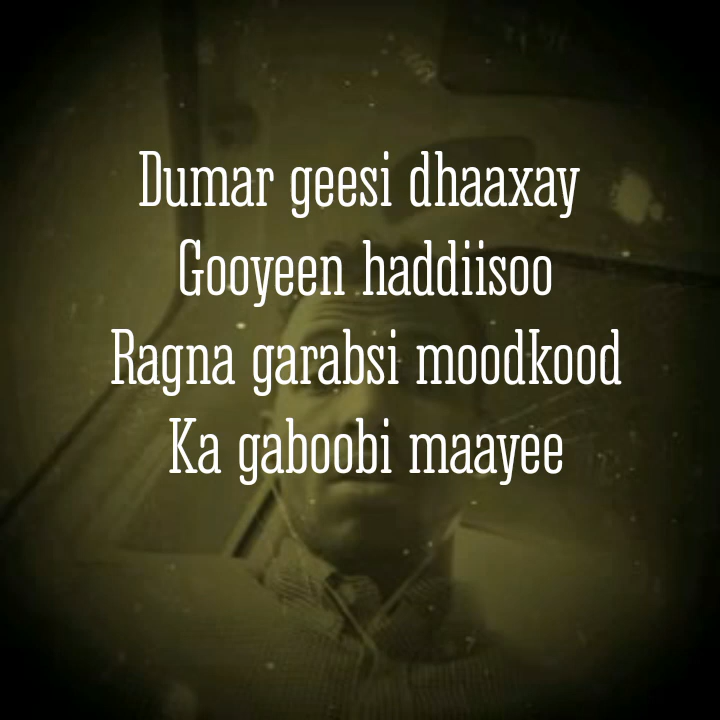 Dumar geesi dhaaxay
Gooyeen haddiisoo
Ragna garabsi moodkood
Ka gaboobi maayee